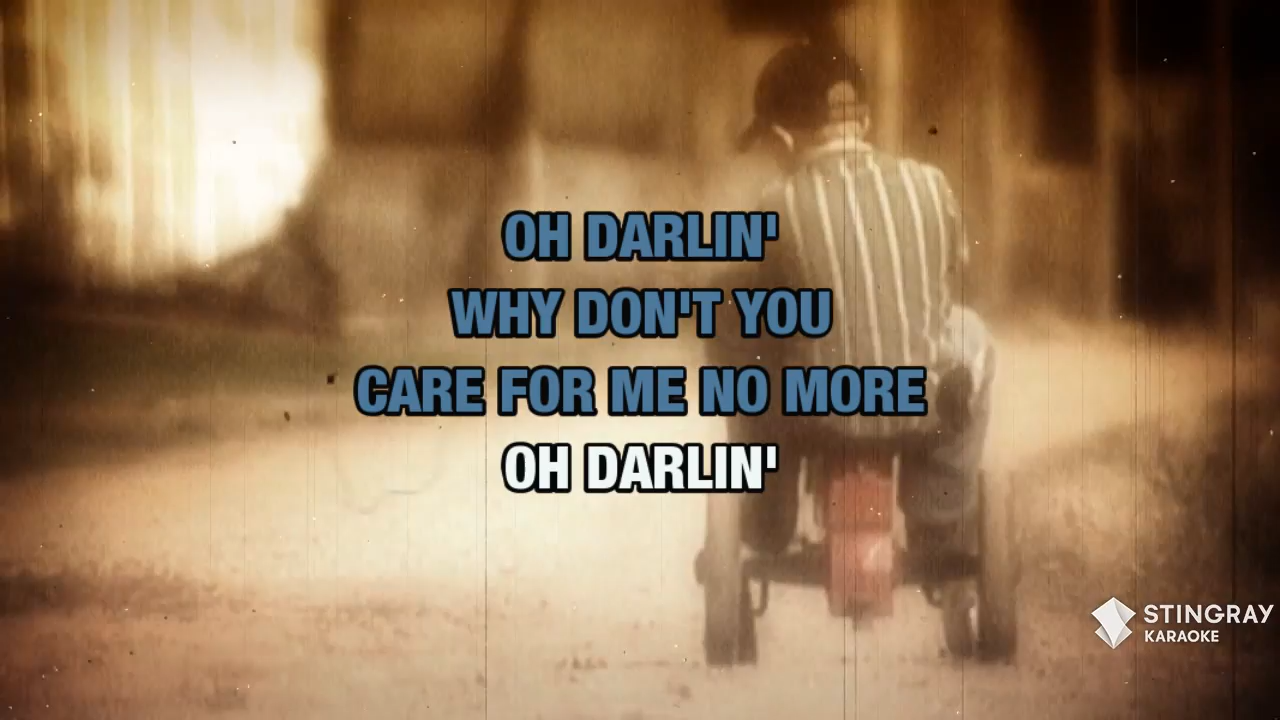 OH DARLIN'
WHY DON'T YOU
CARE FOR ME NO MORE
OH DARLIN'
STINGRAY
KARAOKE